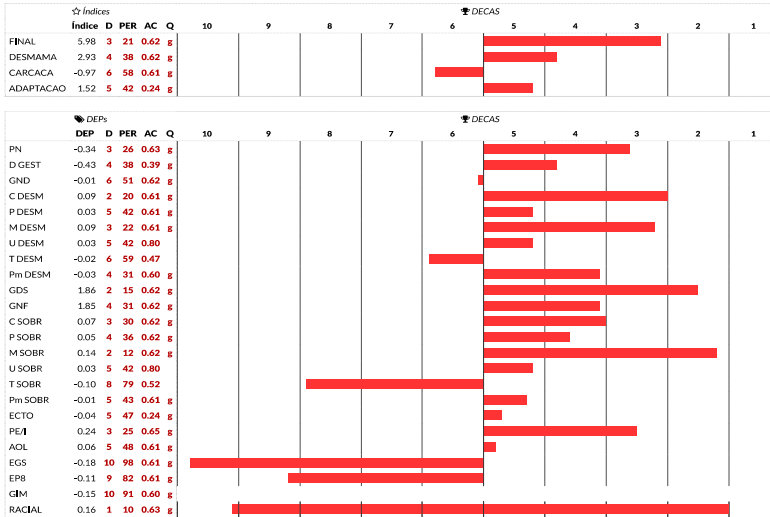 Índices DECAS
Índice D PER AC Q 10 9 8 7 6 5 4 3 2 1
FINAL 5.98 3 21 0.62 g
DESMAMA 2.93 4 38 0.62 g
CARCACA -0.97 6 58 0.61 g
ADAPTACAO 1.52 5 42 0.24 g
DEPs DECAS
DEP D PER AC Q 10 9 8 7 6 5 4 3 2 1
PN -0.34 3 26 0.63 g
D GEST -0.43 4 38 0.39 g
GND -0.01 6 51 0.62 g
C DESM 0.09 2 20 0.61 g
P DESM 0.03 5 42 0.61 g
M DESM 0.09 3 22 0.61 g
U DESM 0.03 5 42 0.80
T DESM -0.02 6 59 0.47
Pm DESM -0.03 4 31 0.60 g
GDS 1.86 2 15 0.62 g
GNF 1.85 4 31 0.62 g
C SOBR 0.07 3 30 0.62 g
P SOBR 0.05 4 36 0.62 g
M SOBR 0.14 2 12 0.62 g
U SOBR 0.03 5 42 0.80
T SOBR -0.10 8 79 0.52
Pm SOBR -0.01 5 43 0.61 g
ECTO -0.04 5 47 0.24 g
PE/I 0.24 3 25 0.65 g
AOL 0.06 5 48 0.61 g
EGS -0.18 10 98 0.61 g
EP8 -0.11 9 82 0.61 g
GIM -0.15 10 91 0.60 g
RACIAL 0.16 1 10 0.63 g